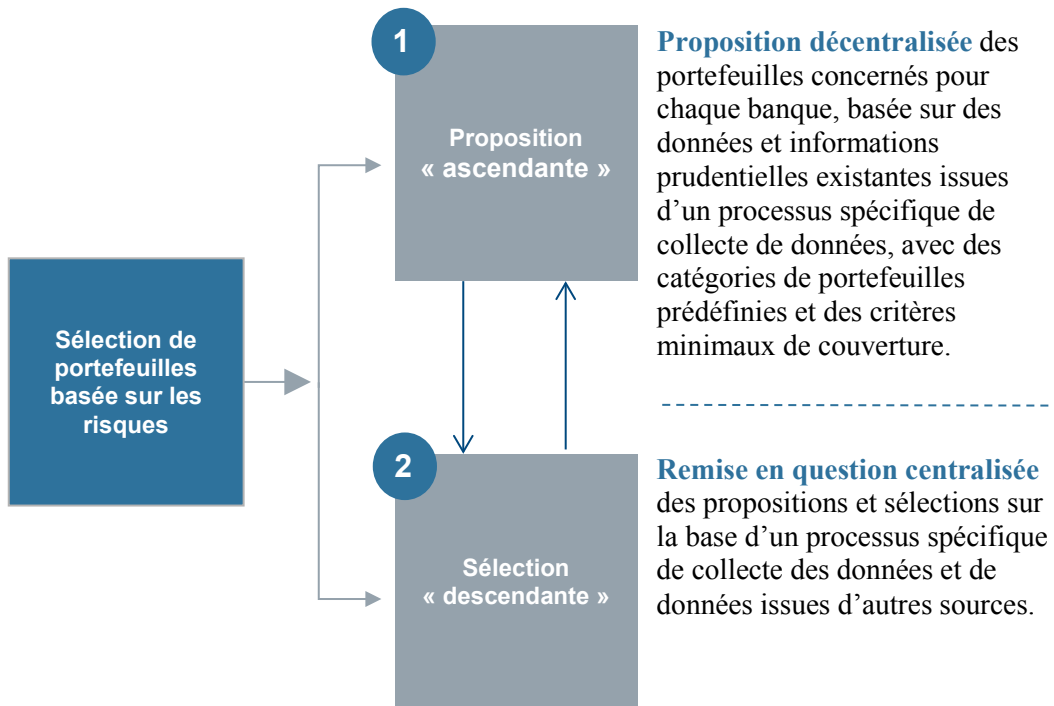 Sélection de
portefeuilles
basée sur les
risques
1
Proposition
« ascendante »
Proposition décentralisée des
portefeuilles concernés pour
chaque banque, basée sur des
données et informations
prudentielles existantes issues
d’un processus spécifique de
collecte de données, avec des
catégories de portefeuilles
prédéfinies et des critères
minimaux de couverture.
2
Sélection
« descendante »
Remise en question centralisée
des propositions et sélections sur
la base d’un processus spécifique
de collecte des données et de
données issues d’autres sources.